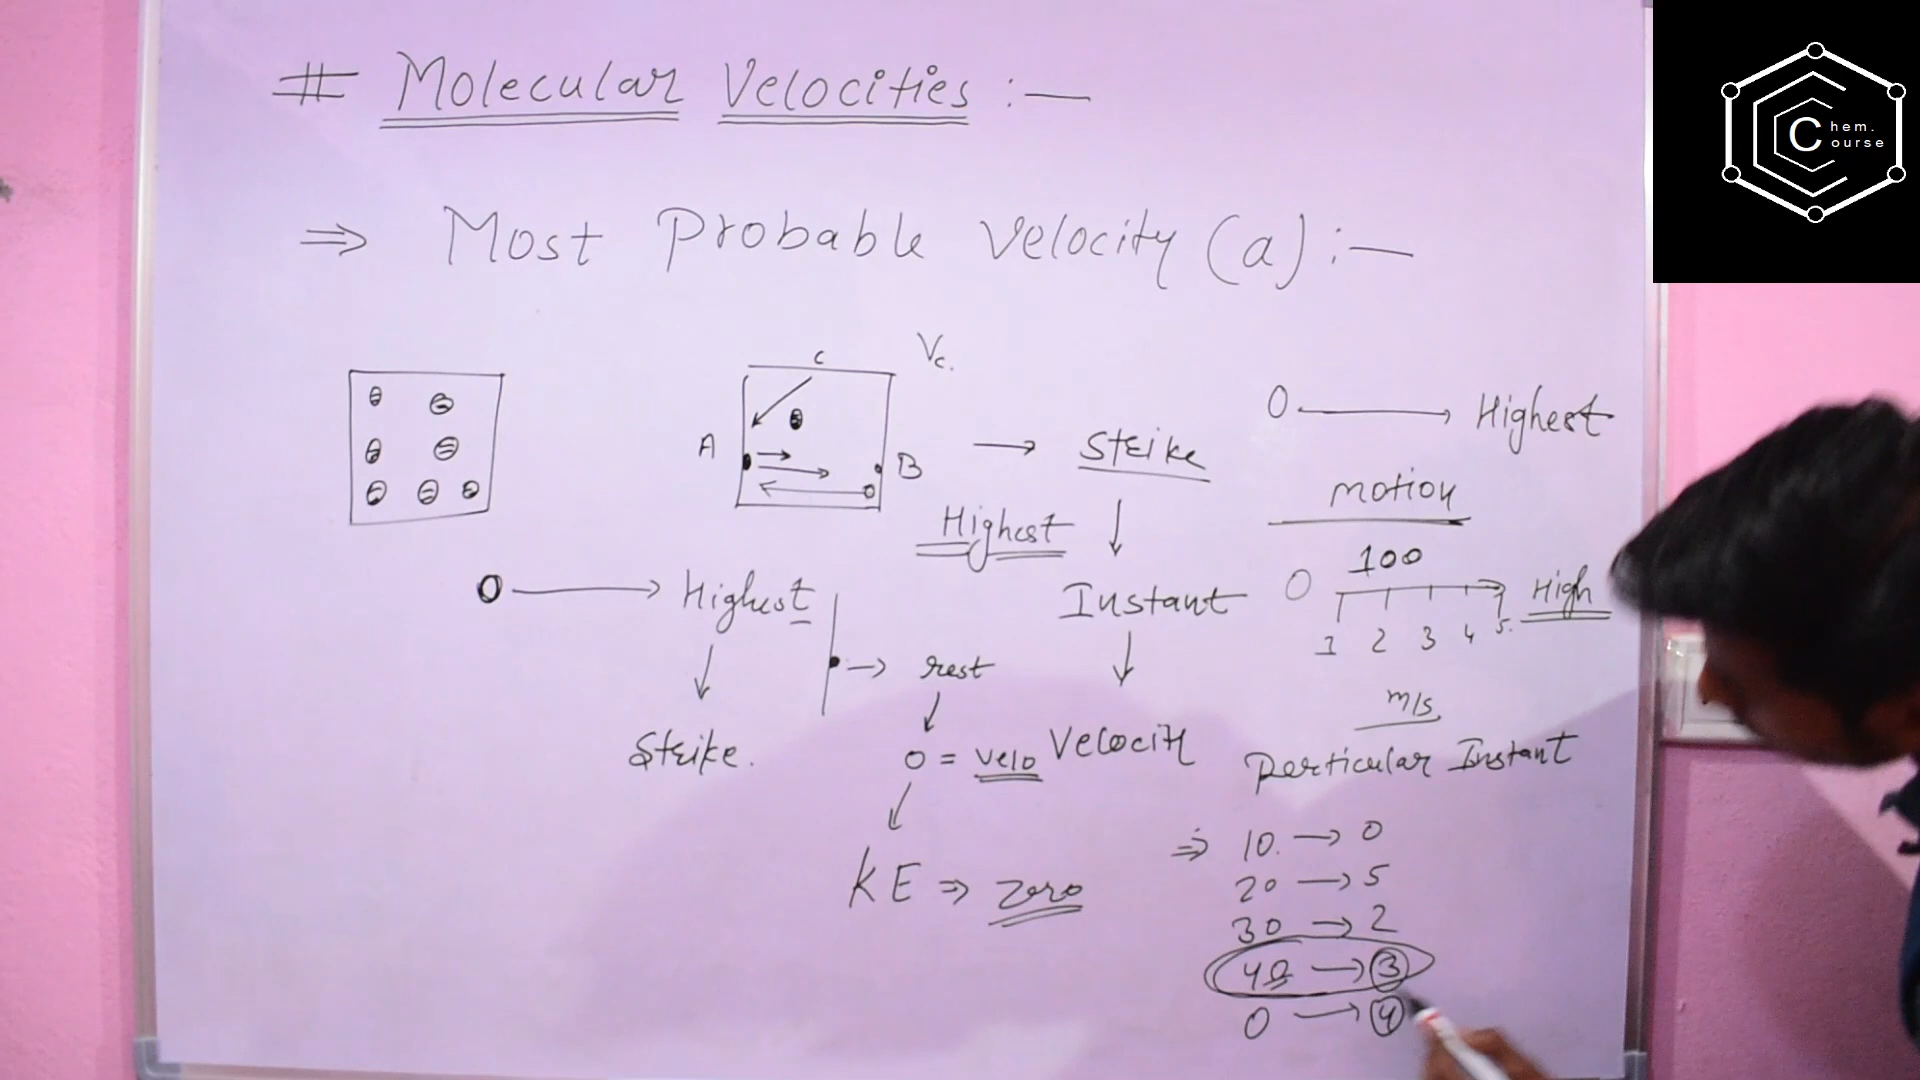 # Molecular Velocities :—
Chem.
Course
⇒ Most Probable Velocity (a) :—
C
Vc.
A → B
→ Strike
Highest
↓
Instant
↓
Velocity
0 → Highest
↓
Strike.
→ rest
↓
0 = velo
↓
KE ⇒ zero
0 → Highest
motion
100
0 → High
1 2 3 4 5.
m/s
Perticular Instant
⇒ 10. → 0
20 → 5
30 → 2
40 → 3
0 → 4